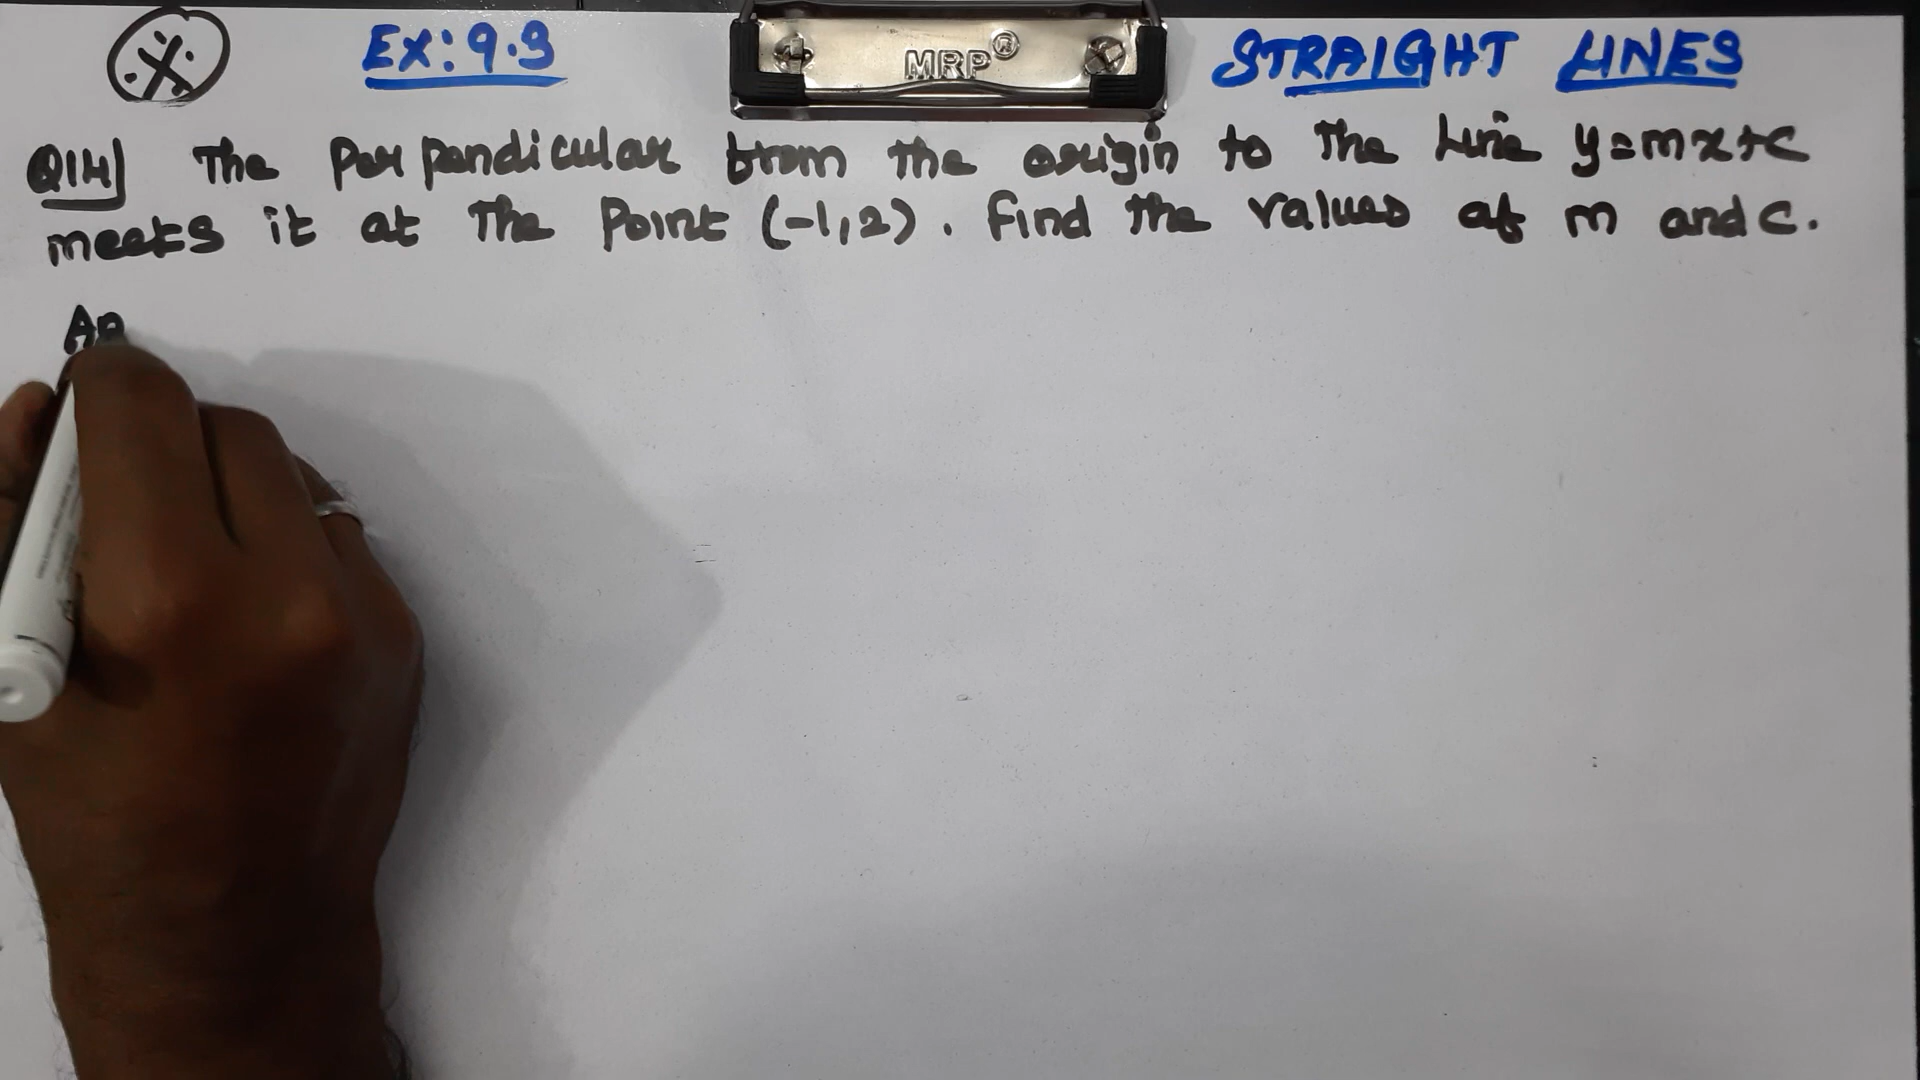 Ex: 9.3
MRP®
STRAIGHT LINES
Q14) The Perpendicular from the origin to the Line y=mx+c
meets it at the Point (-1,2). Find the values of m and c.
An